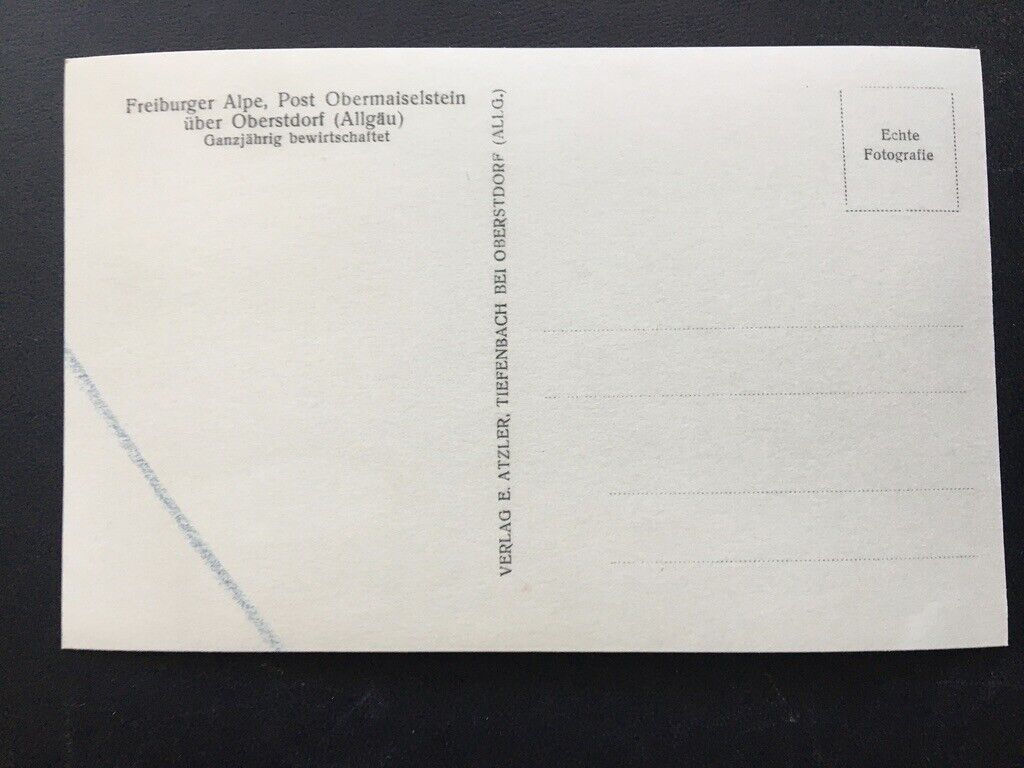 Freiburger Alpe, Post Obermaiselstein
über Oberstdorf (Allgäu)
Ganzjährig bewirtschaftet
VERLAG E. ATZLER, TIEFENBACH BEI OBERSTDORF (ALLG.)
Echte
Fotografie